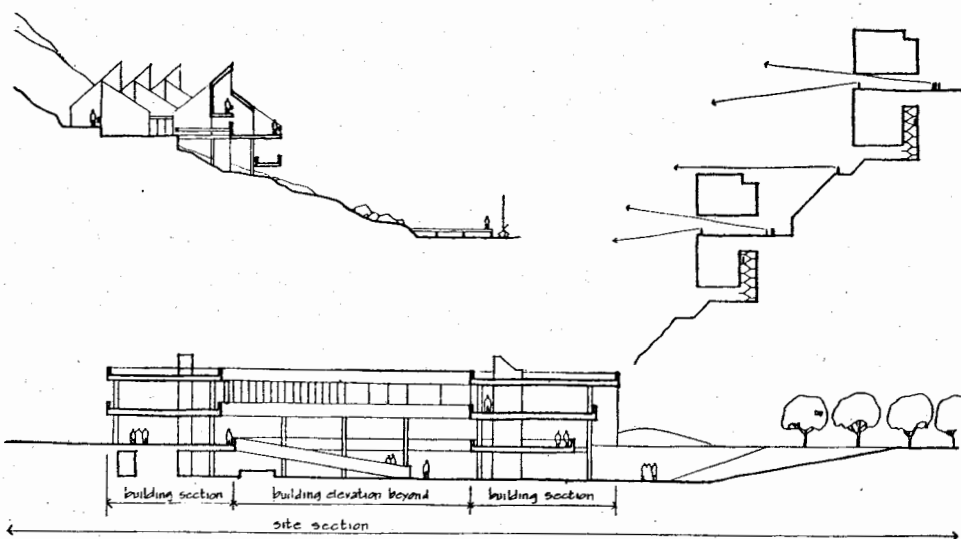 building section
building elevation beyond
building section
site section